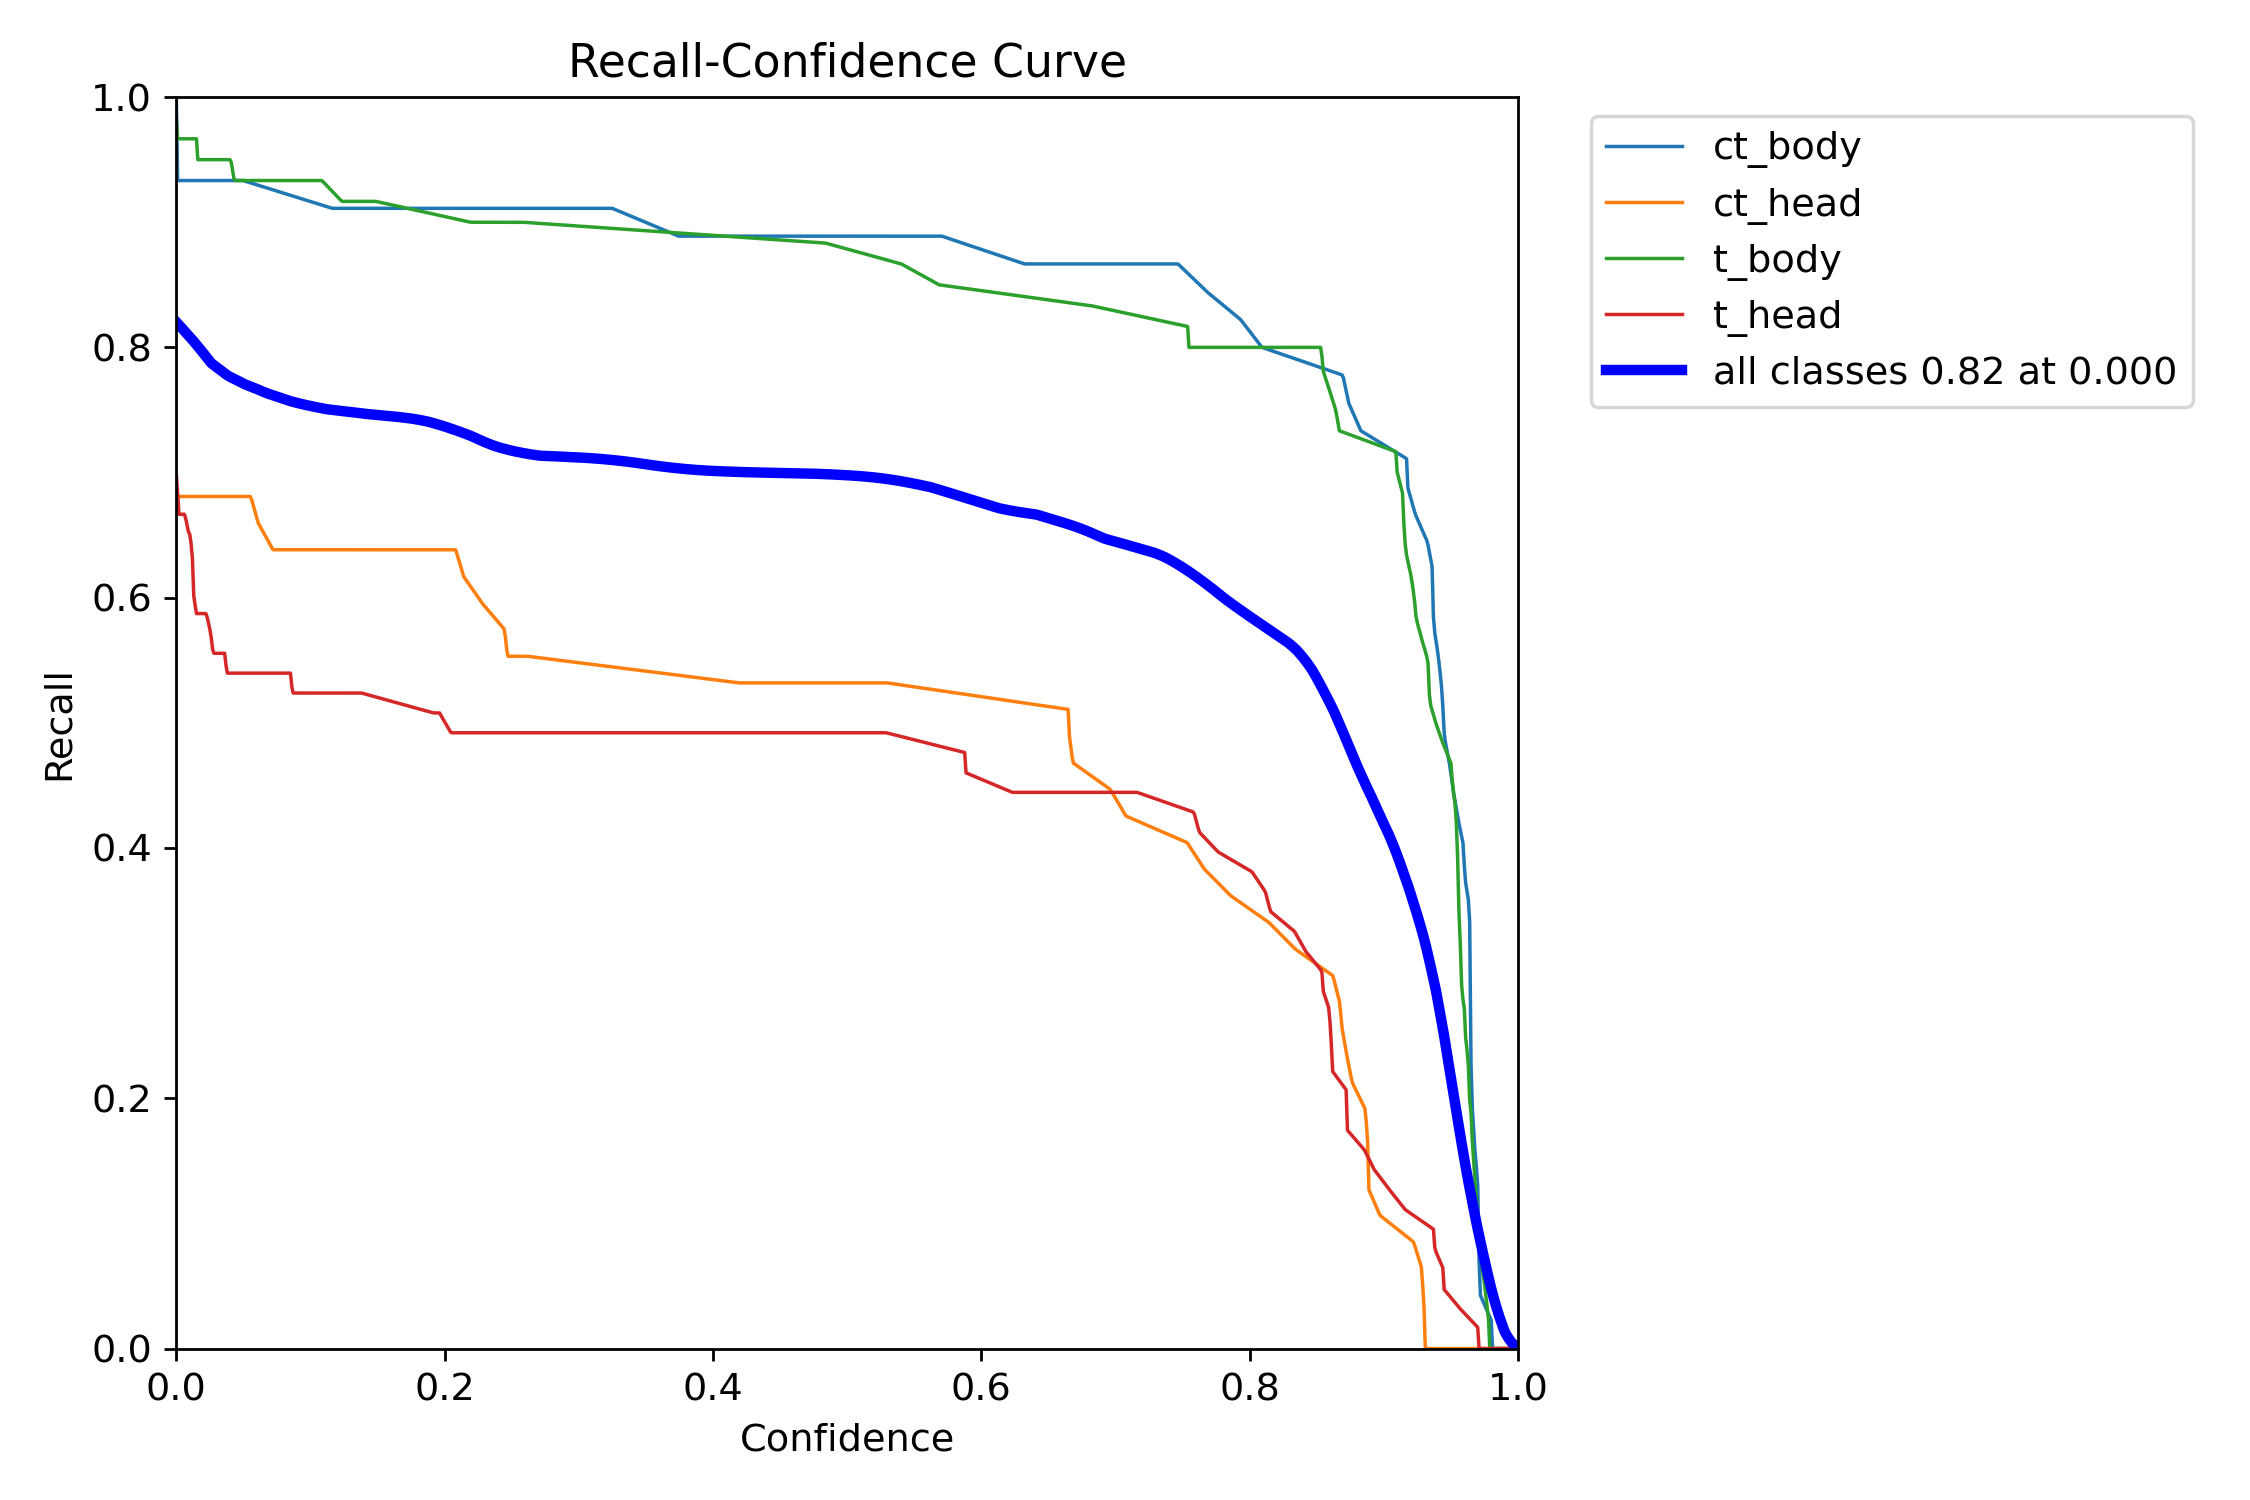 Recall-Confidence Curve
1.0
0.8
0.6
0.4
0.2
0.0
Recall
0.0 0.2 0.4 0.6 0.8 1.0
Confidence
ct_body
ct_head
t_body
t_head
all classes 0.82 at 0.000